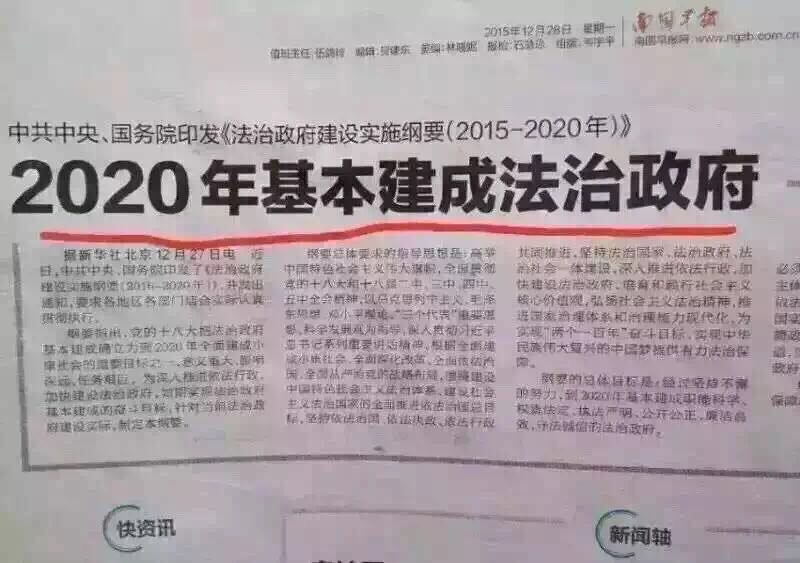 2015年12月28日 星期一
南国早报
南国早报网 www.ngzb.com.cn
中共中央、国务院印发《法治政府建设实施纲要(2015-2020年)》
2020年基本建成法治政府
据新华社北京12月27日电 近
日,中共中央、国务院印发了《法治政府
建设实施纲要(2015-2020年)》,并发出
通知,要求各地区各部门结合实际认真
贯彻执行。
纲要指出,党的十八大把法治政府
基本建成确立为到2020年全面建成小
康社会的重要目标之一,意义重大、影响
深远、任务艰巨。为深入推进依法行政,
加快建设法治政府,如期实现法治政府
基本建成的奋斗目标,针对当前法治政
府建设实际,制定本纲要。
纲要总体要求的指导思想是:高举
中国特色社会主义伟大旗帜,全面贯彻
党的十八大和十八届二中、三中、四中、
五中全会精神,以马克思列宁主义、毛泽
东思想、邓小平理论、“三个代表”重要思
想、科学发展观为指导,深入贯彻习近平
总书记系列重要讲话精神,根据全面建
成小康社会、全面深化改革、全面依法治
国、全面从严治党的战略布局,围绕建设
中国特色社会主义法治体系、建设社会
主义法治国家的全面推进依法治国总目
标,坚持依法治国、依法执政、依法行政
共同推进,坚持法治国家、法治政府、法
治社会一体建设,深入推进依法行政,加
快建设法治政府,培育和践行社会主义
核心价值观,弘扬社会主义法治精神,推
进国家治理体系和治理能力现代化,为
实现“两个一百年”奋斗目标、实现中华
民族伟大复兴的中国梦提供有力法治保
障。
纲要的总体目标是:经过坚持不懈
的努力,到2020年基本建成职能科学、
权责法定、执法严明、公开公正、廉洁高
效、守法诚信的法治政府。
快资讯
新闻轴